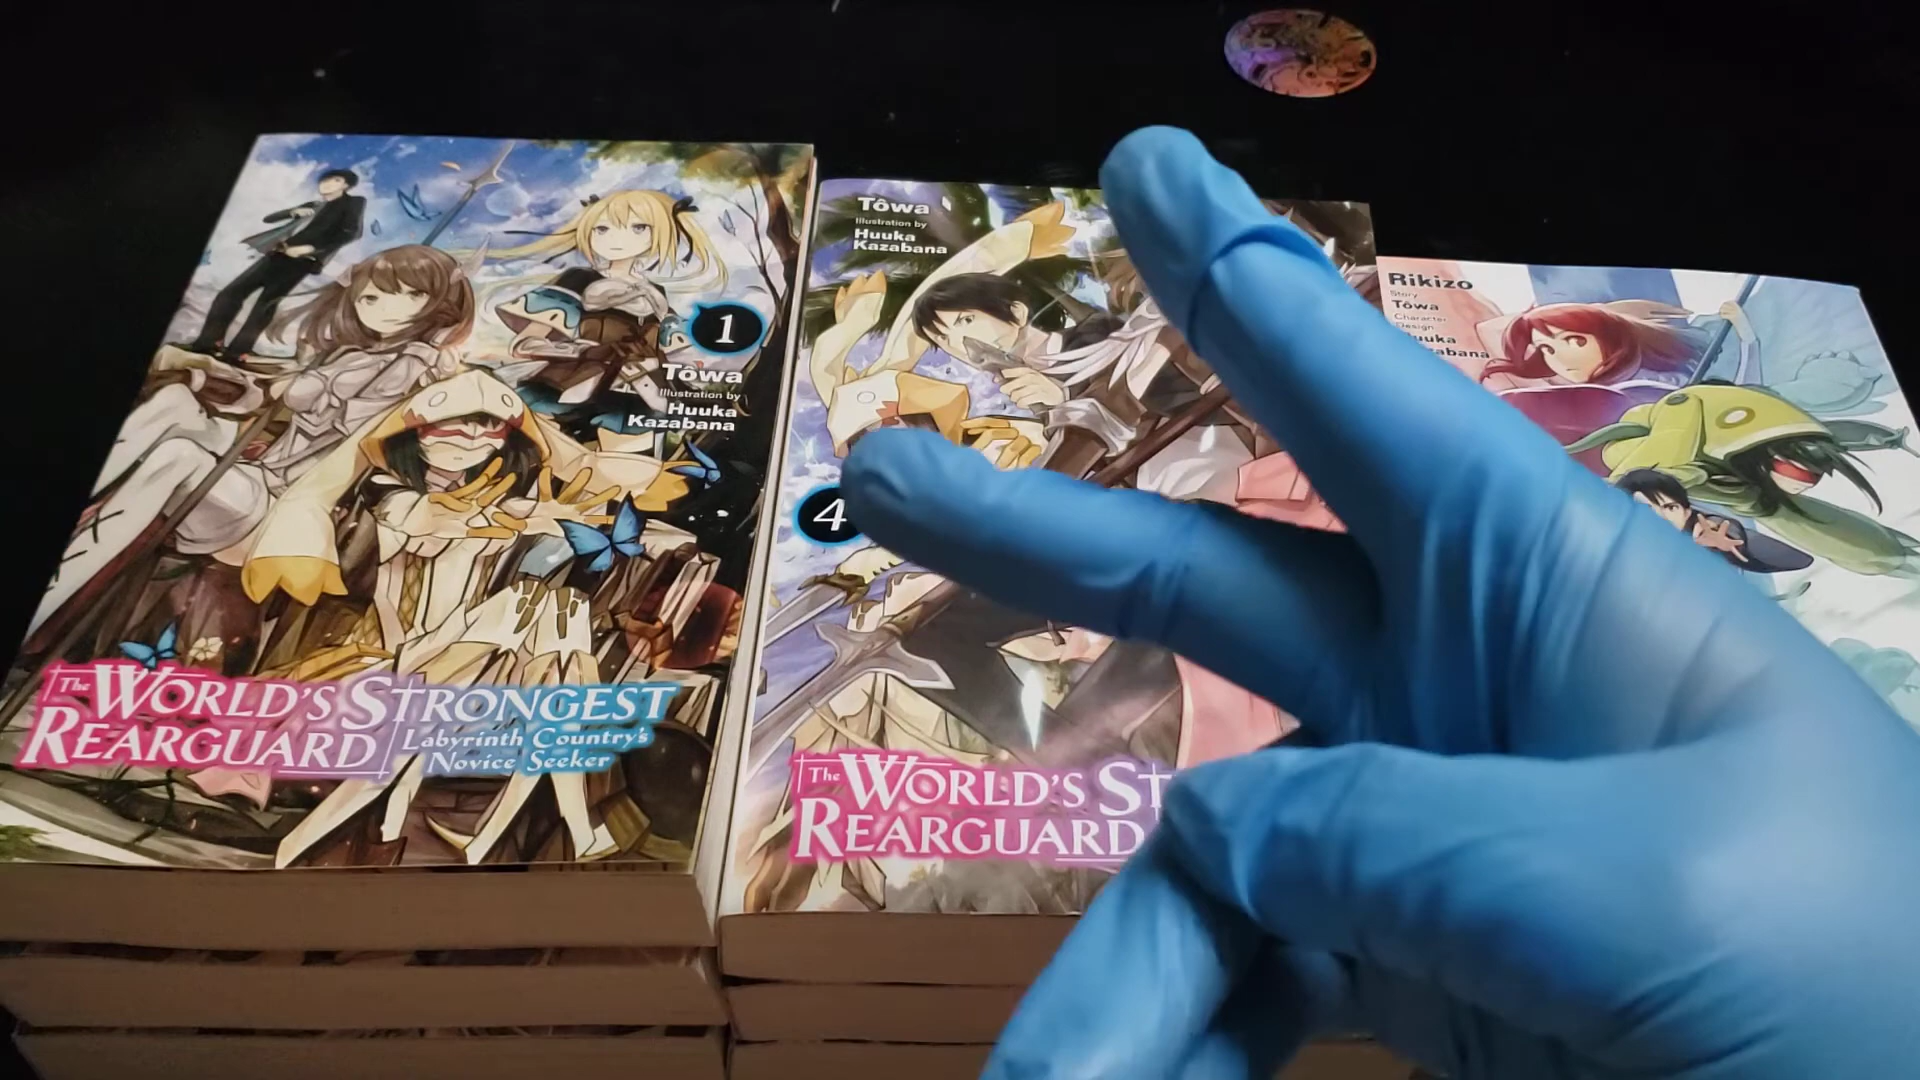 1
Tôwa
Illustration by
Huuka
Kazabana
The WORLD'S STRONGEST
REARGUARD
Labyrinth Country's
Novice Seeker
Tôwa
Illustration by
Huuka
Kazabana
4
The WORLD'S ST
REARGUARD
Rikizo
Story
Tôwa
Character
Design